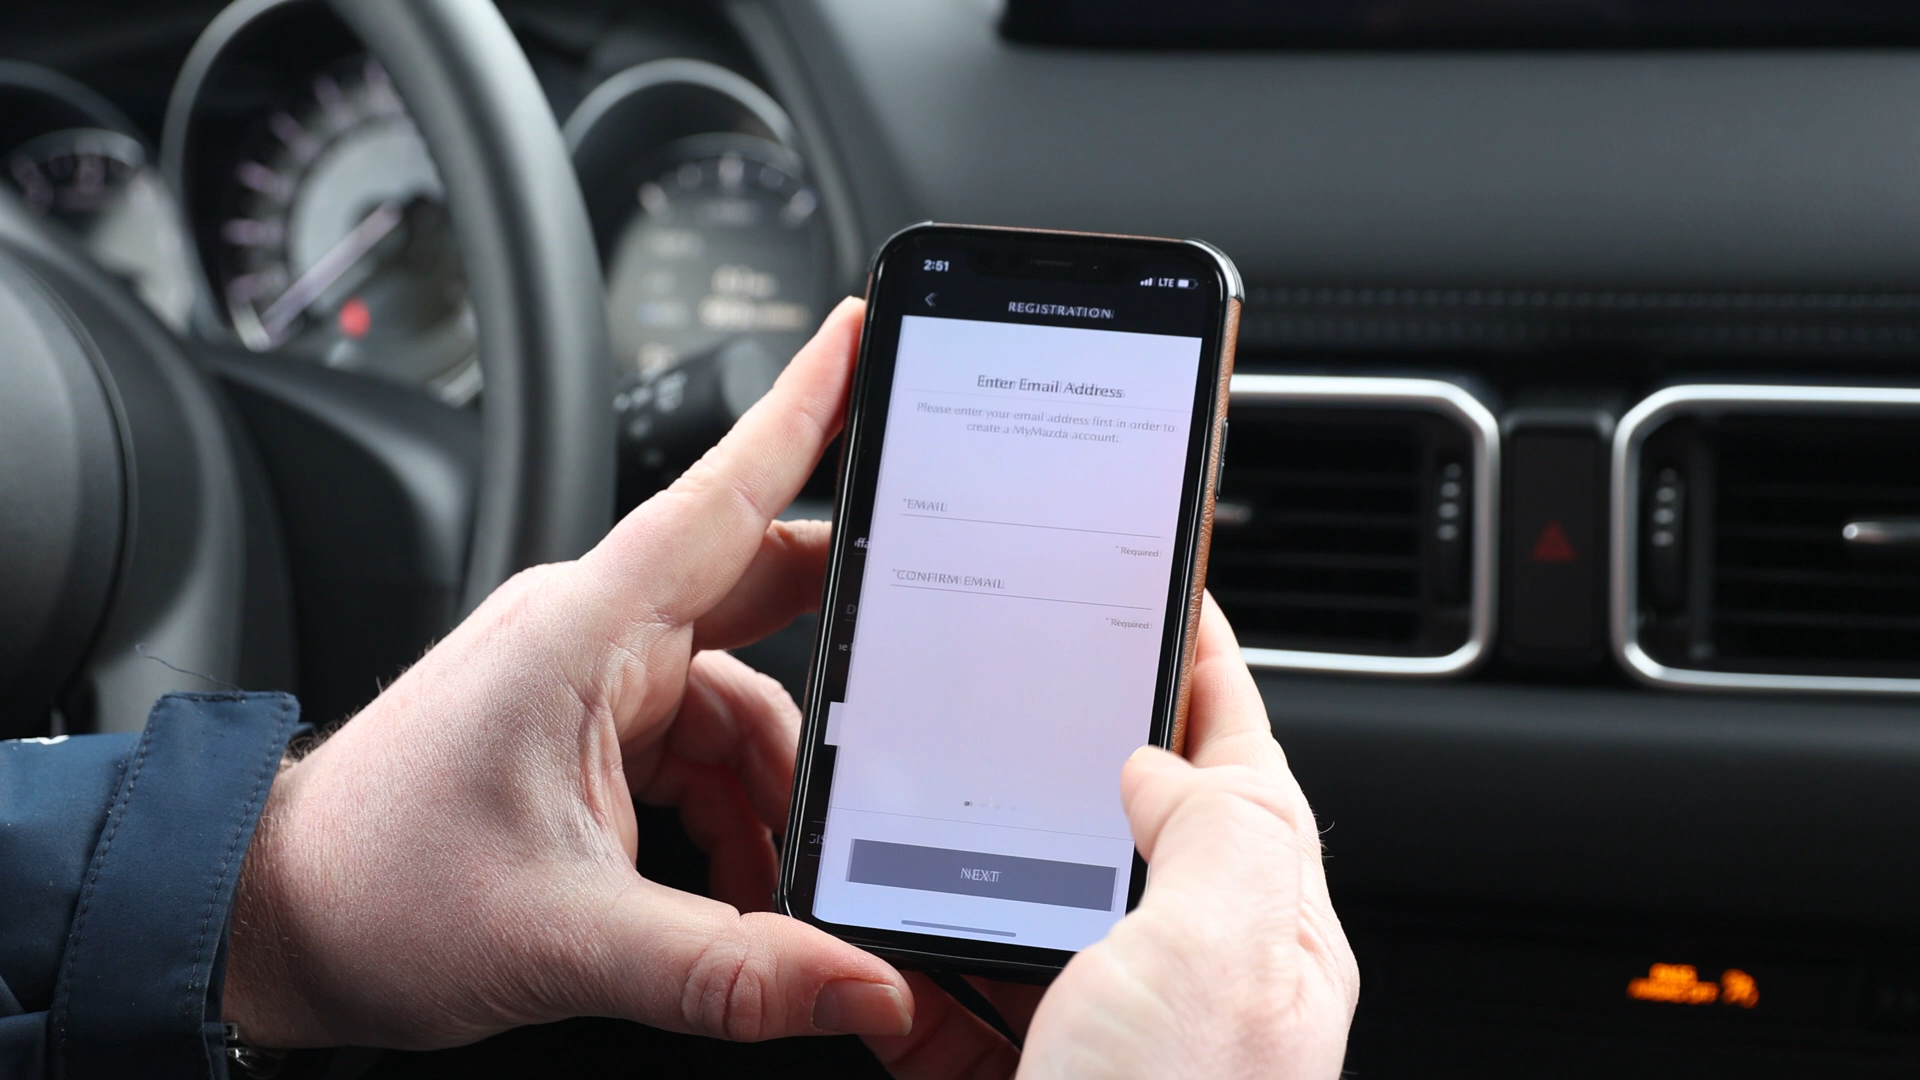 2:51
LTE
REGISTRATION
Enter Email Address
Please enter your email address first in order to
create a MyMazda account.
*EMAIL
* Required
*CONFIRM EMAIL
* Required
NEXT